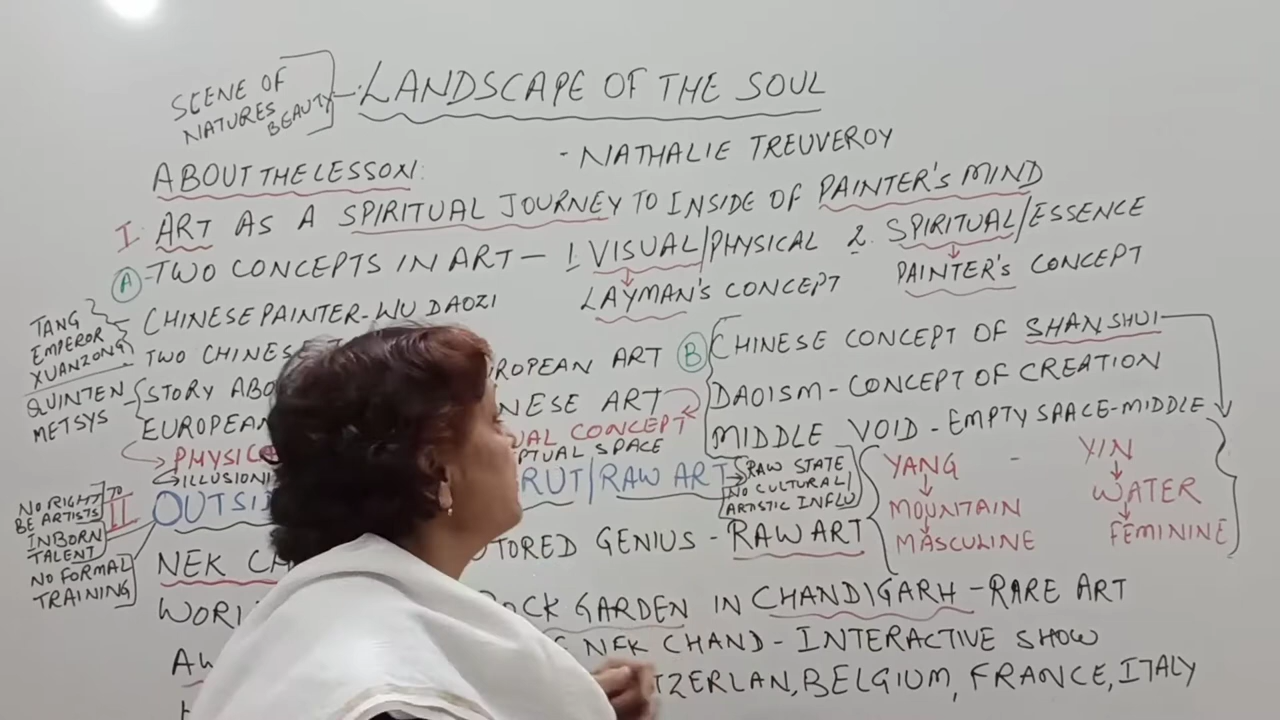 SCENE OF
NATURES
BEAUTY
LANDSCAPE OF THE SOUL
- NATHALIE TREUVEROY
ABOUT THE LESSON:
I. ART AS A SPIRITUAL JOURNEY TO INSIDE OF PAINTER'S MIND
A - TWO CONCEPTS IN ART - 1. VISUAL/PHYSICAL 2. SPIRITUAL/ESSENCE
LAYMAN'S CONCEPT PAINTER'S CONCEPT
TANG
EMPEROR
XUANZONG
CHINESE PAINTER - WU DAOZI
TWO CHINESE
QUINTEN
METSYS
STORY ABO
EUROPEAN
PHYSIC
ILLUSIONI
ROPEAN ART
NESE ART
UAL CONCEPT
PTUAL SPACE
B CHINESE CONCEPT OF SHANSHUI
DAOISM - CONCEPT OF CREATION
MIDDLE VOID - EMPTY SPACE - MIDDLE
YANG
MOUNTAIN
MASCULINE
YIN
WATER
FEMININE
NO RIGHT TO
BE ARTISTS
INBORN
TALENT
NO FORMAL
TRAINING
II OUTSID RUT/RAW ART
RAW STATE
NO CULTURAL/
ARTISTIC INFLU
NEK CH TORED GENIUS - RAW ART
WORL ROCK GARDEN IN CHANDIGARH - RARE ART
NEK CHAND - INTERACTIVE SHOW
TZERLAN, BELGIUM, FRANCE, ITALY